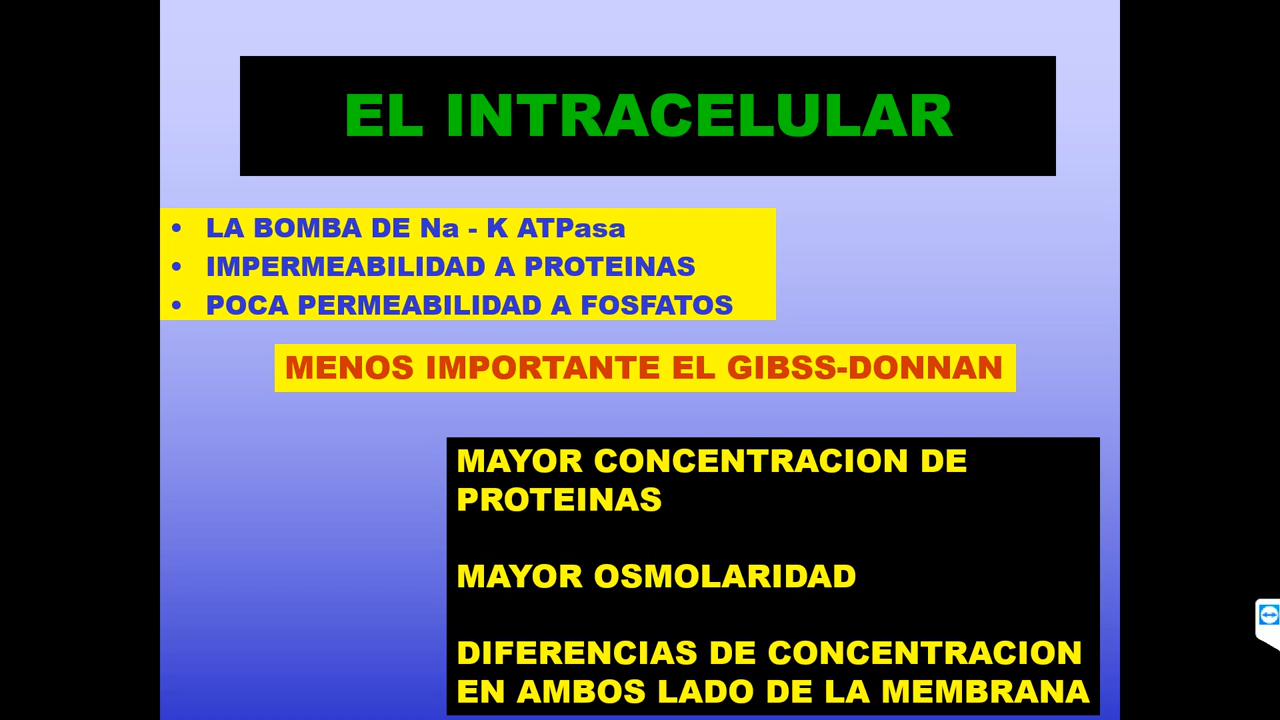 EL INTRACELULAR
• LA BOMBA DE Na - K ATPasa
• IMPERMEABILIDAD A PROTEINAS
• POCA PERMEABILIDAD A FOSFATOS
MENOS IMPORTANTE EL GIBSS-DONNAN
MAYOR CONCENTRACION DE
PROTEINAS
MAYOR OSMOLARIDAD
DIFERENCIAS DE CONCENTRACION
EN AMBOS LADO DE LA MEMBRANA